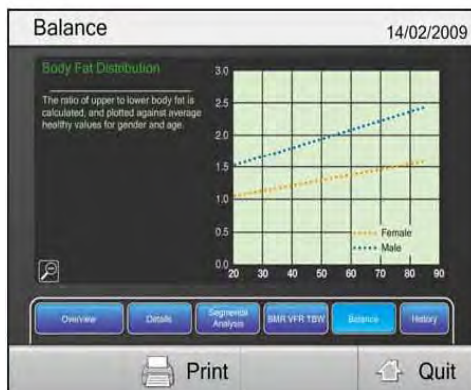 Balance
14/02/2009
Body Fat Distribution
The ratio of upper to lower body fat is
calculated, and plotted against average
healthy values for gender and age.
3.0
2.5
2.0
1.5
1.0
0.5
0.0
20 30 40 50 60 70 80 90
Female
Male
Overview
Details
Segmental
Analysis
BMR VFR TBW
Balance
History
Print
Quit